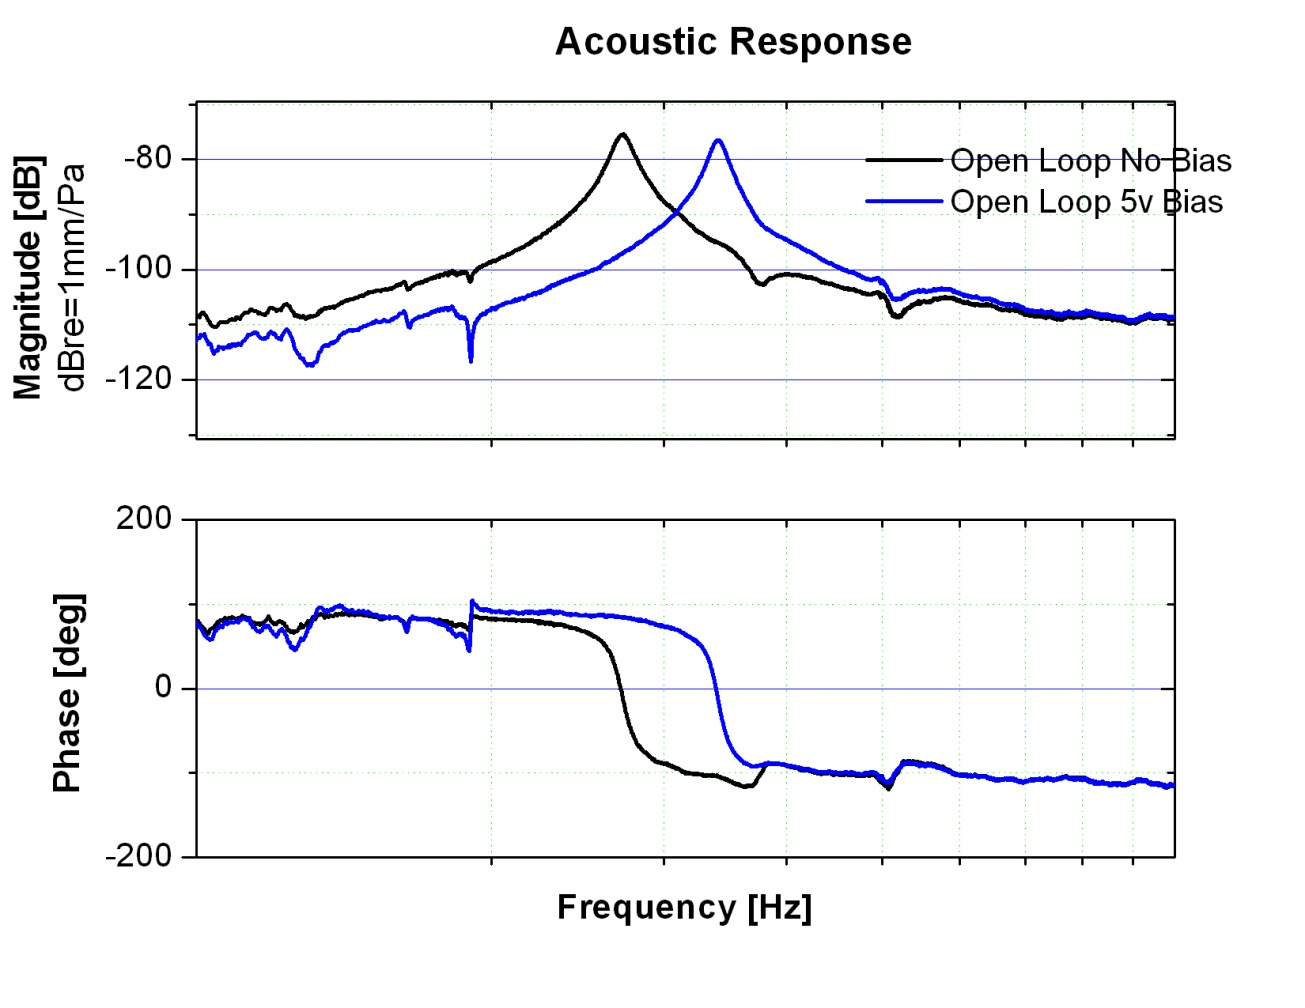 Acoustic Response
Magnitude [dB]
dBre=1mm/Pa
-80
-100
-120
Open Loop No Bias
Open Loop 5v Bias
Phase [deg]
200
0
-200
Frequency [Hz]